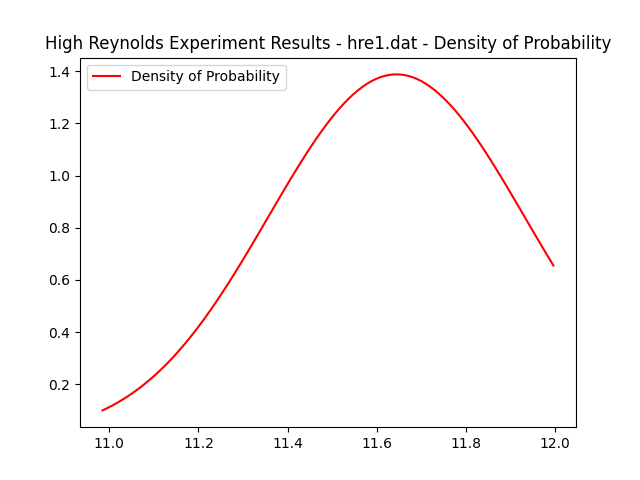 High Reynolds Experiment Results - hre1.dat - Density of Probability
Density of Probability
1.4
1.2
1.0
0.8
0.6
0.4
0.2
11.0 11.2 11.4 11.6 11.8 12.0